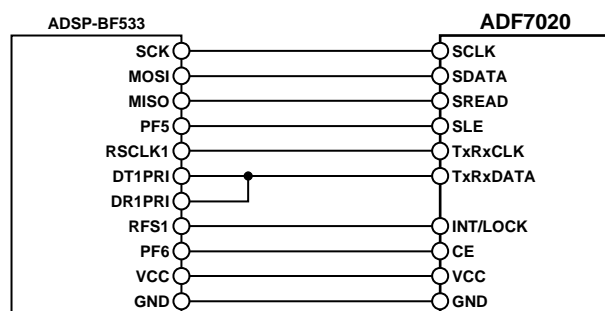 ADSP-BF533
ADF7020
SCK SCLK
MOSI SDATA
MISO SREAD
PF5 SLE
RSCLK1 TxRxCLK
DT1PRI TxRxDATA
DR1PRI
RFS1 INT/LOCK
PF6 CE
VCC VCC
GND GND